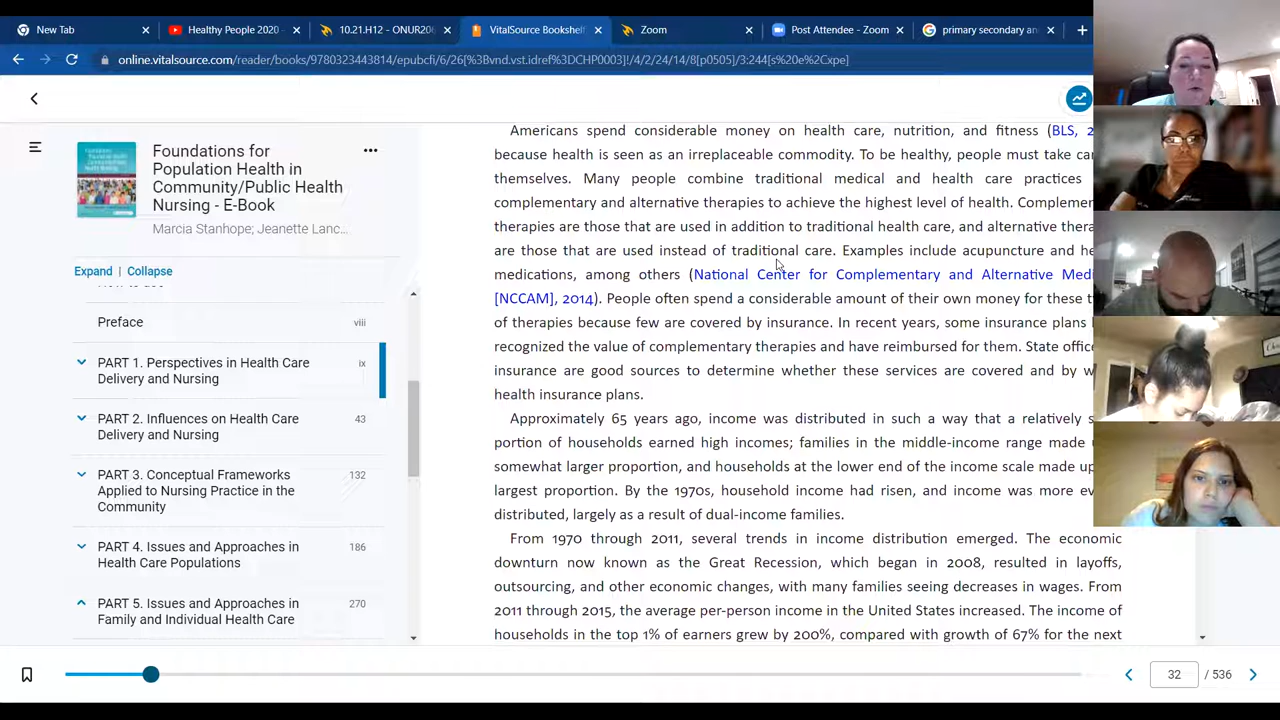 New Tab
Healthy People 2020 -
10.21.H12 - ONUR20
VitalSource Bookshelf
Zoom
Post Attendee - Zoom
primary secondary an
online.vitalsource.com/reader/books/9780323443814/epubcfi/6/26[%3Bvnd.vst.idref%3DCHP0003]!/4/2/24/14/8[p0505]/3:244[s%20e%2Cxpe]
Foundations for
Population Health in
Community/Public Health
Nursing - E-Book
Marcia Stanhope; Jeanette Lanc...
Expand | Collapse
How to use
Preface viii
PART 1. Perspectives in Health Care ix
Delivery and Nursing
PART 2. Influences on Health Care 43
Delivery and Nursing
PART 3. Conceptual Frameworks 132
Applied to Nursing Practice in the
Community
PART 4. Issues and Approaches in 186
Health Care Populations
PART 5. Issues and Approaches in 270
Family and Individual Health Care
Americans spend considerable money on health care, nutrition, and fitness (BLS, 2
because health is seen as an irreplaceable commodity. To be healthy, people must take ca
themselves. Many people combine traditional medical and health care practices
complementary and alternative therapies to achieve the highest level of health. Complemen
therapies are those that are used in addition to traditional health care, and alternative thera
are those that are used instead of traditional care. Examples include acupuncture and he
medications, among others (National Center for Complementary and Alternative Medi
[NCCAM], 2014). People often spend a considerable amount of their own money for these t
of therapies because few are covered by insurance. In recent years, some insurance plans
recognized the value of complementary therapies and have reimbursed for them. State offic
insurance are good sources to determine whether these services are covered and by w
health insurance plans.
Approximately 65 years ago, income was distributed in such a way that a relatively s
portion of households earned high incomes; families in the middle-income range made
somewhat larger proportion, and households at the lower end of the income scale made up
largest proportion. By the 1970s, household income had risen, and income was more ev
distributed, largely as a result of dual-income families.
From 1970 through 2011, several trends in income distribution emerged. The economic
downturn now known as the Great Recession, which began in 2008, resulted in layoffs,
outsourcing, and other economic changes, with many families seeing decreases in wages. From
2011 through 2015, the average per-person income in the United States increased. The income of
households in the top 1% of earners grew by 200%, compared with growth of 67% for the next
32 / 536